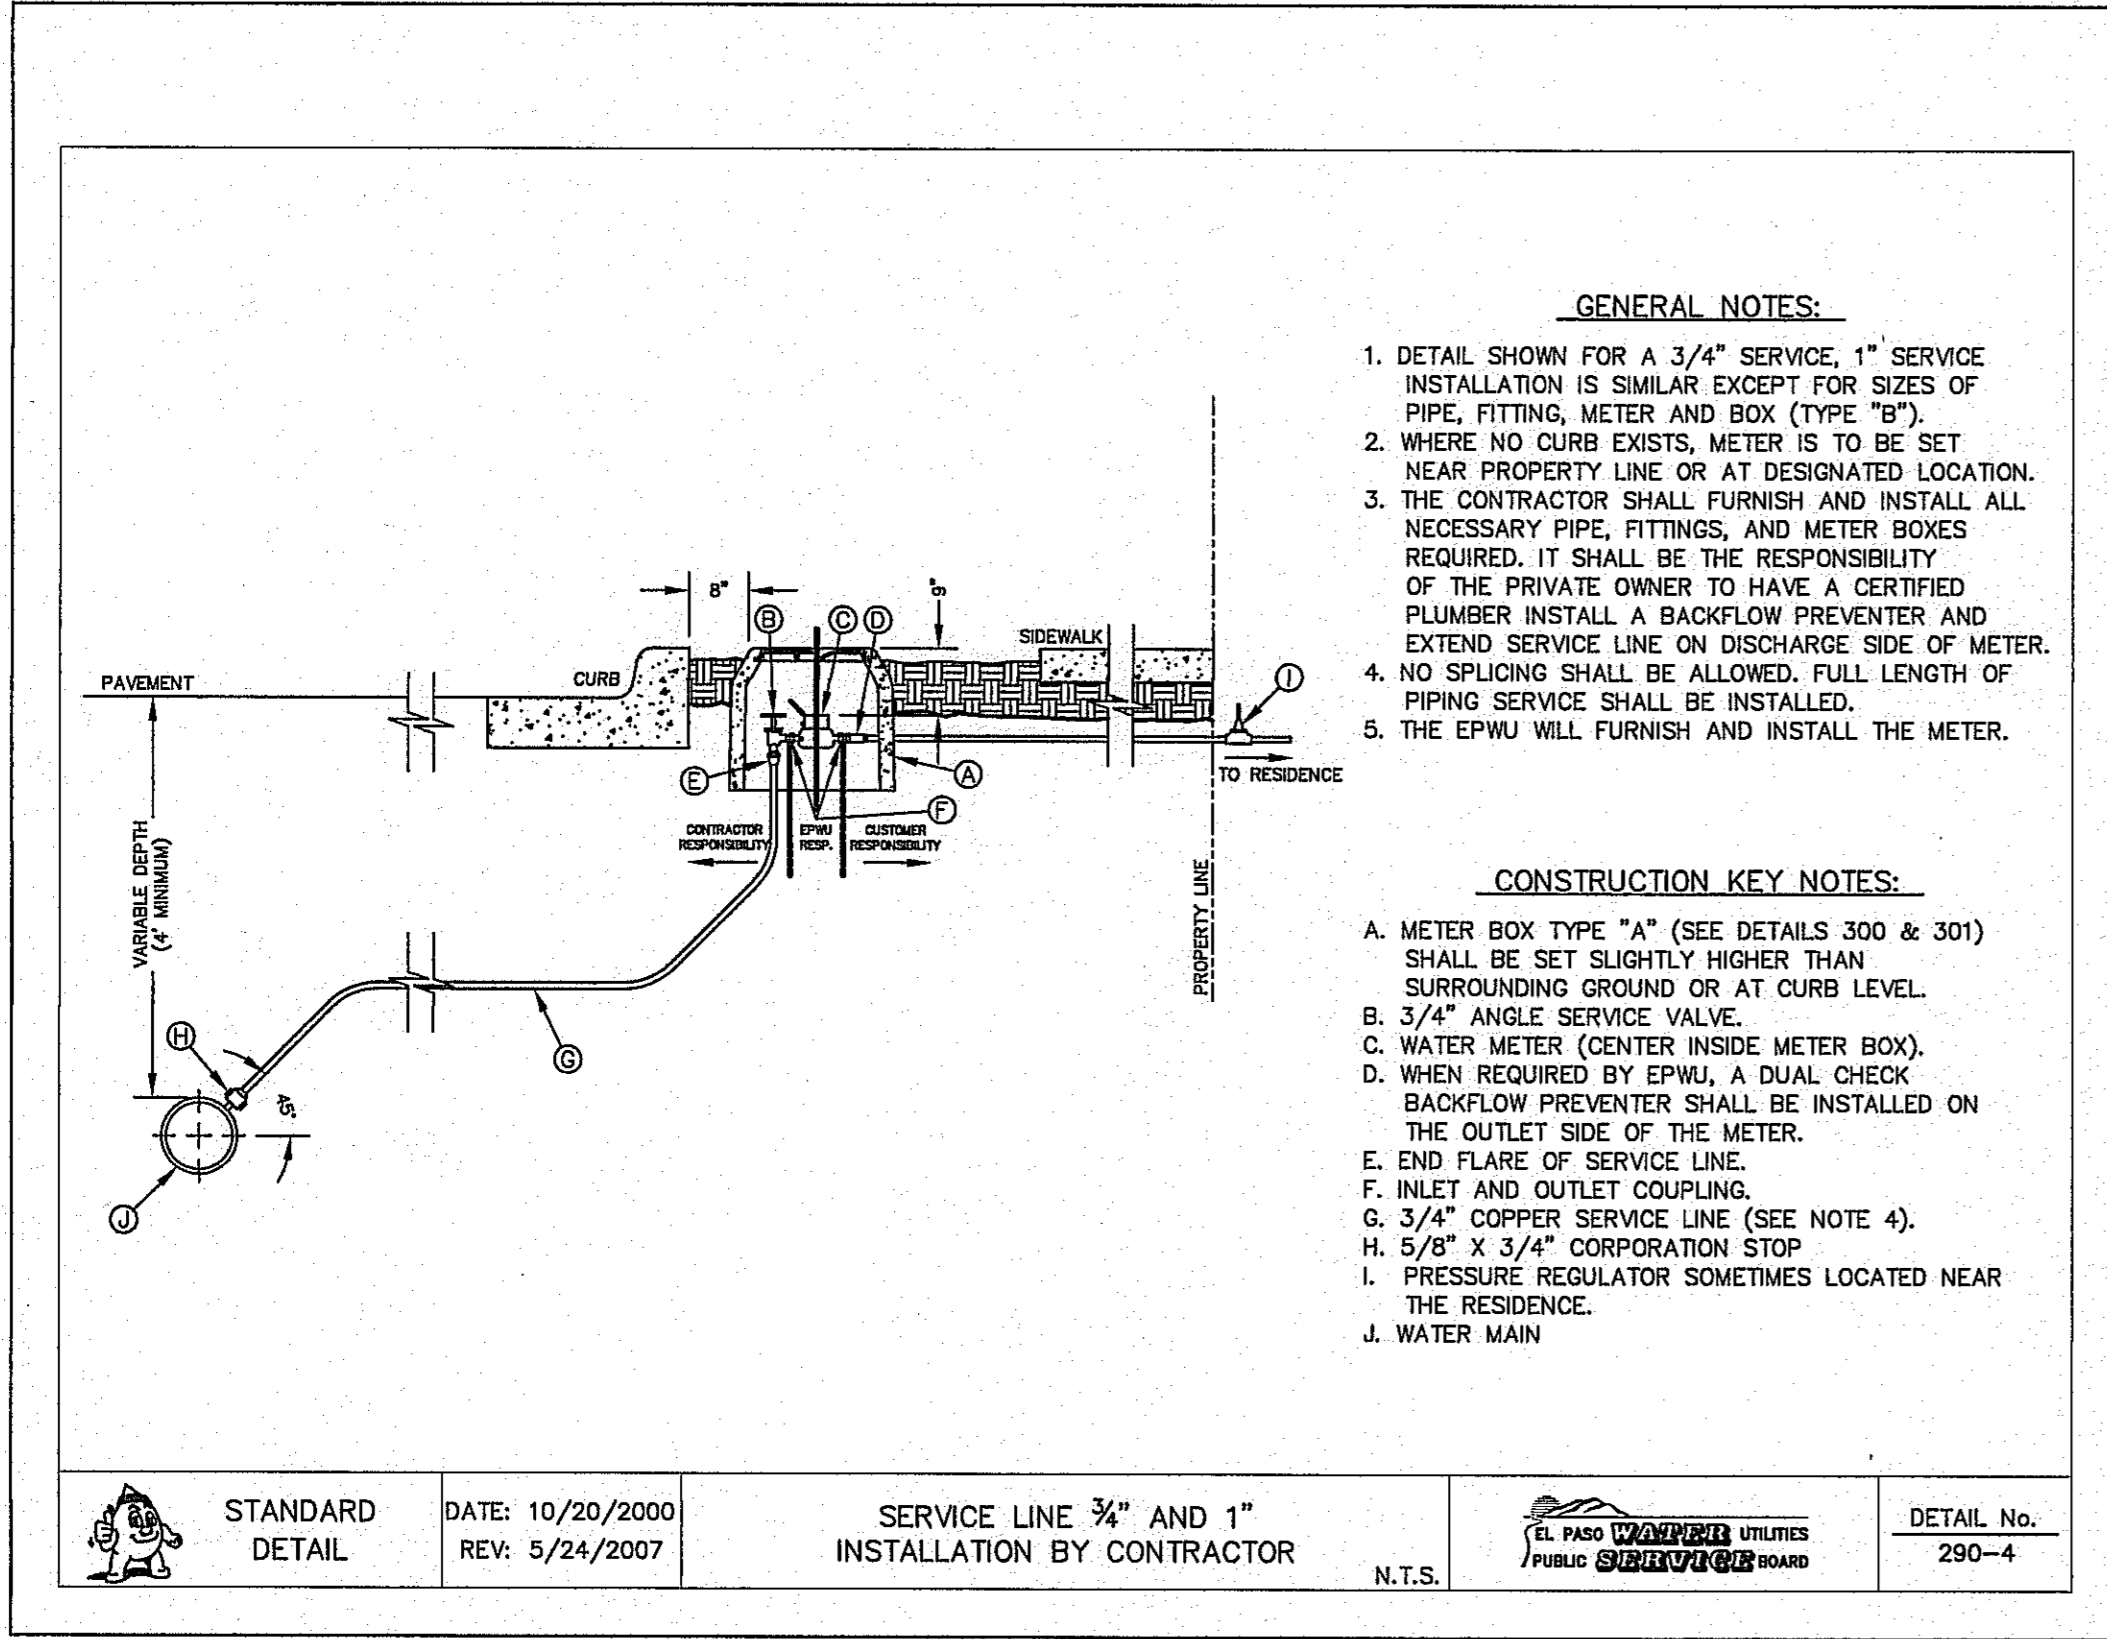 GENERAL NOTES:
1. DETAIL SHOWN FOR A 3/4" SERVICE, 1" SERVICE
INSTALLATION IS SIMILAR EXCEPT FOR SIZES OF
PIPE, FITTING, METER AND BOX (TYPE "B").
2. WHERE NO CURB EXISTS, METER IS TO BE SET
NEAR PROPERTY LINE OR AT DESIGNATED LOCATION.
3. THE CONTRACTOR SHALL FURNISH AND INSTALL ALL
NECESSARY PIPE, FITTINGS, AND METER BOXES
REQUIRED. IT SHALL BE THE RESPONSIBILITY
OF THE PRIVATE OWNER TO HAVE A CERTIFIED
PLUMBER INSTALL A BACKFLOW PREVENTER AND
EXTEND SERVICE LINE ON DISCHARGE SIDE OF METER.
4. NO SPLICING SHALL BE ALLOWED. FULL LENGTH OF
PIPING SERVICE SHALL BE INSTALLED.
5. THE EPWU WILL FURNISH AND INSTALL THE METER.
8"
B
C
D
SIDEWALK
PAVEMENT
CURB
I
E
A
TO RESIDENCE
F
CONTRACTOR
RESPONSIBILITY
EPWU
RESP.
CUSTOMER
RESPONSIBILITY
VARIABLE DEPTH
(4' MINIMUM)
PROPERTY LINE
H
G
45°
J
CONSTRUCTION KEY NOTES:
A. METER BOX TYPE "A" (SEE DETAILS 300 & 301)
SHALL BE SET SLIGHTLY HIGHER THAN
SURROUNDING GROUND OR AT CURB LEVEL.
B. 3/4" ANGLE SERVICE VALVE.
C. WATER METER (CENTER INSIDE METER BOX).
D. WHEN REQUIRED BY EPWU, A DUAL CHECK
BACKFLOW PREVENTER SHALL BE INSTALLED ON
THE OUTLET SIDE OF THE METER.
E. END FLARE OF SERVICE LINE.
F. INLET AND OUTLET COUPLING.
G. 3/4" COPPER SERVICE LINE (SEE NOTE 4).
H. 5/8" X 3/4" CORPORATION STOP
I. PRESSURE REGULATOR SOMETIMES LOCATED NEAR
THE RESIDENCE.
J. WATER MAIN
STANDARD
DETAIL
DATE: 10/20/2000
REV: 5/24/2007
SERVICE LINE ¾" AND 1"
INSTALLATION BY CONTRACTOR
N.T.S.
EL PASO WATER UTILITIES
PUBLIC SERVICE BOARD
DETAIL No.
290-4